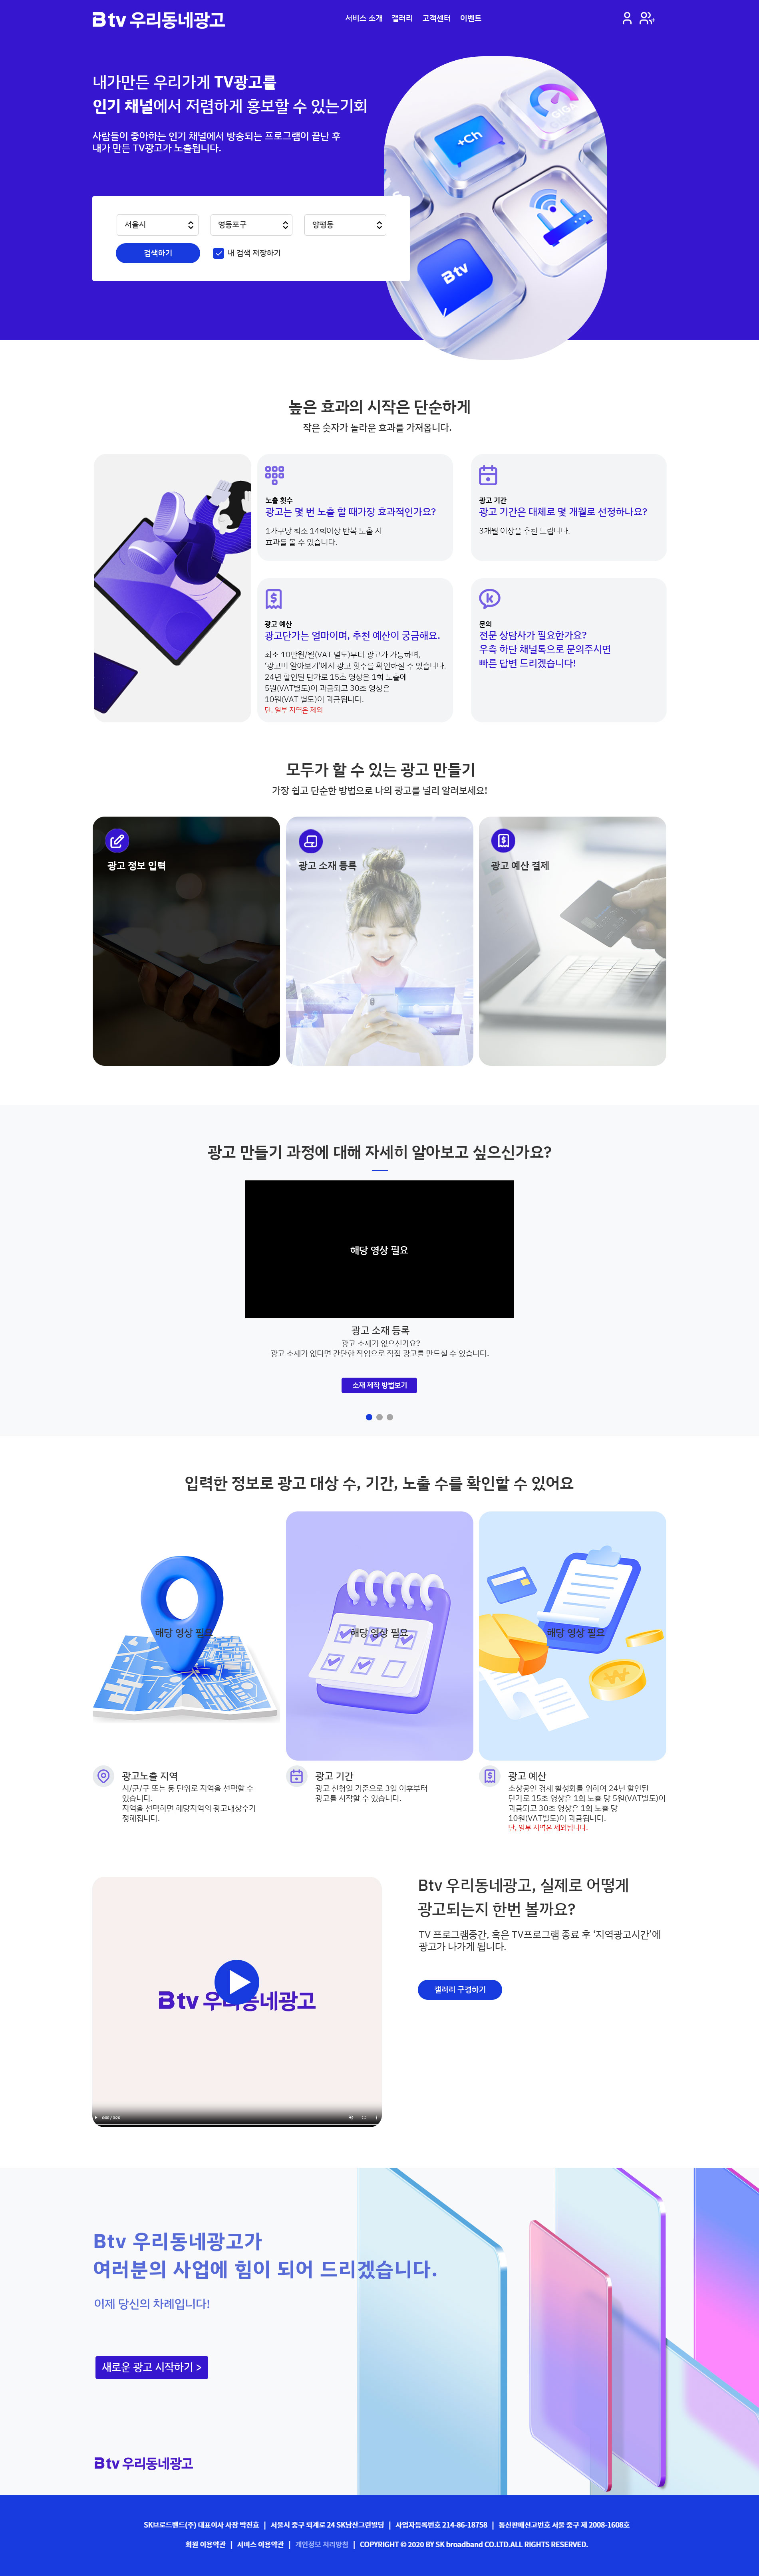 Btv 우리동네광고
서비스 소개 갤러리 고객센터 이벤트
내가만든 우리가게 TV광고를
인기 채널에서 저렴하게 홍보할 수 있는기회
사람들이 좋아하는 인기 채널에서 방송되는 프로그램이 끝난 후
내가 만든 TV광고가 노출됩니다.
GIGA
+Ch
Btv
서울시 영등포구 양평동
검색하기 내 검색 저장하기
높은 효과의 시작은 단순하게
작은 숫자가 놀라운 효과를 가져옵니다.
노출 횟수
광고는 몇 번 노출 할 때가장 효과적인가요?
1가구당 최소 14회이상 반복 노출 시
효과를 볼 수 있습니다.
광고 기간
광고 기간은 대체로 몇 개월로 선정하나요?
3개월 이상을 추천 드립니다.
광고 예산
광고단가는 얼마이며, 추천 예산이 궁금해요.
최소 10만원/월(VAT 별도)부터 광고가 가능하며,
‘광고비 알아보기’에서 광고 횟수를 확인하실 수 있습니다.
24년 할인된 단가로 15초 영상은 1회 노출에
5원(VAT별도)이 과금되고 30초 영상은
10원(VAT 별도)이 과금됩니다.
단, 일부 지역은 제외
문의
전문 상담사가 필요한가요?
우측 하단 채널톡으로 문의주시면
빠른 답변 드리겠습니다!
모두가 할 수 있는 광고 만들기
가장 쉽고 단순한 방법으로 나의 광고를 널리 알려보세요!
광고 정보 입력
광고 소재 등록
광고 예산 결제
광고 만들기 과정에 대해 자세히 알아보고 싶으신가요?
해당 영상 필요
광고 소재 등록
광고 소재가 없으신가요?
광고 소재가 없다면 간단한 작업으로 직접 광고를 만드실 수 있습니다.
소재 제작 방법보기
입력한 정보로 광고 대상 수, 기간, 노출 수를 확인할 수 있어요
해당 영상 필요
해당 영상 필요
해당 영상 필요
광고노출 지역
시/군/구 또는 동 단위로 지역을 선택할 수
있습니다.
지역을 선택하면 해당지역의 광고대상수가
정해집니다.
광고 기간
광고 신청일 기준으로 3일 이후부터
광고를 시작할 수 있습니다.
광고 예산
소상공인 경제 활성화를 위하여 24년 할인된
단가로 15초 영상은 1회 노출 당 5원(VAT별도)이
과금되고 30초 영상은 1회 노출 당
10원(VAT별도)이 과금됩니다.
단, 일부 지역은 제외됩니다.
Btv 우리동네광고
Btv 우리동네광고, 실제로 어떻게
광고되는지 한번 볼까요?
TV 프로그램중간, 혹은 TV프로그램 종료 후 ‘지역광고시간’에
광고가 나가게 됩니다.
갤러리 구경하기
Btv 우리동네광고가
여러분의 사업에 힘이 되어 드리겠습니다.
이제 당신의 차례입니다!
새로운 광고 시작하기 >
Btv 우리동네광고
SK브로드밴드(주) 대표이사 사장 박진효 | 서울시 중구 퇴계로 24 SK남산그린빌딩 | 사업자등록번호 214-86-18758 | 통신판매신고번호 서울 중구 제 2008-1608호
회원 이용약관 | 서비스 이용약관 | 개인정보 처리방침 | COPYRIGHT © 2020 BY SK broadband CO.LTD.ALL RIGHTS RESERVED.